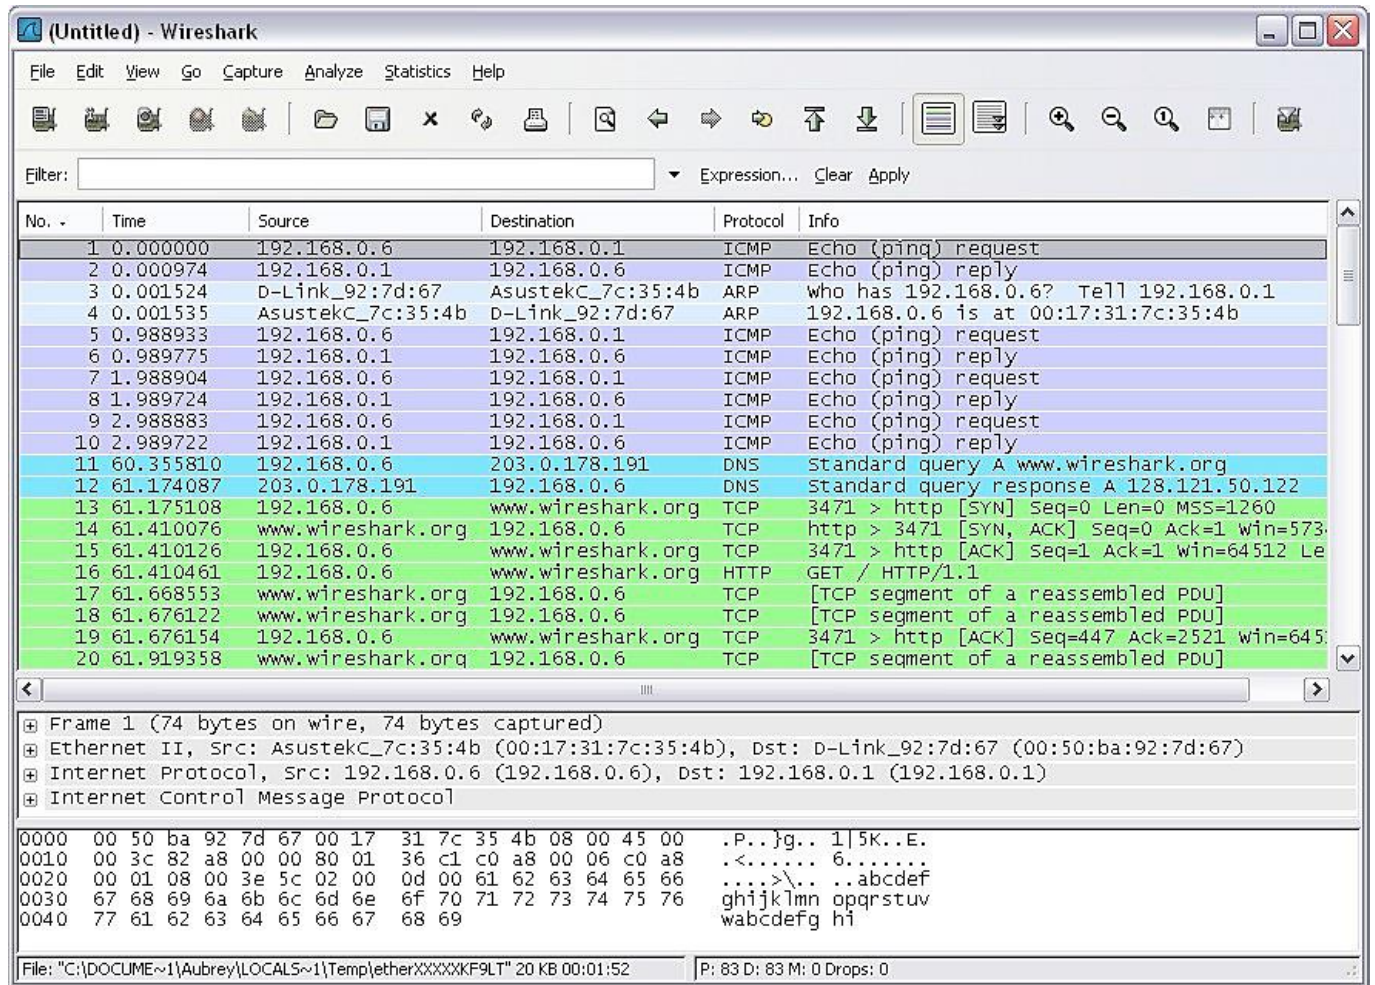 (Untitled) - Wireshark
File Edit View Go Capture Analyze Statistics Help
Filter: Expression... Clear Apply
No. Time Source Destination Protocol Info
1 0.000000 192.168.0.6 192.168.0.1 ICMP Echo (ping) request
2 0.000974 192.168.0.1 192.168.0.6 ICMP Echo (ping) reply
3 0.001524 D-Link_92:7d:67 AsustekC_7c:35:4b ARP Who has 192.168.0.6? Tell 192.168.0.1
4 0.001535 AsustekC_7c:35:4b D-Link_92:7d:67 ARP 192.168.0.6 is at 00:17:31:7c:35:4b
5 0.988933 192.168.0.6 192.168.0.1 ICMP Echo (ping) request
6 0.989775 192.168.0.1 192.168.0.6 ICMP Echo (ping) reply
7 1.988904 192.168.0.6 192.168.0.1 ICMP Echo (ping) request
8 1.989724 192.168.0.1 192.168.0.6 ICMP Echo (ping) reply
9 2.988883 192.168.0.6 192.168.0.1 ICMP Echo (ping) request
10 2.989722 192.168.0.1 192.168.0.6 ICMP Echo (ping) reply
11 60.355810 192.168.0.6 203.0.178.191 DNS Standard query A www.wireshark.org
12 61.174087 203.0.178.191 192.168.0.6 DNS Standard query response A 128.121.50.122
13 61.175108 192.168.0.6 www.wireshark.org TCP 3471 > http [SYN] Seq=0 Len=0 MSS=1260
14 61.410076 www.wireshark.org 192.168.0.6 TCP http > 3471 [SYN, ACK] Seq=0 Ack=1 Win=573
15 61.410126 192.168.0.6 www.wireshark.org TCP 3471 > http [ACK] Seq=1 Ack=1 Win=64512 Le
16 61.410461 192.168.0.6 www.wireshark.org HTTP GET / HTTP/1.1
17 61.668553 www.wireshark.org 192.168.0.6 TCP [TCP segment of a reassembled PDU]
18 61.676122 www.wireshark.org 192.168.0.6 TCP [TCP segment of a reassembled PDU]
19 61.676154 192.168.0.6 www.wireshark.org TCP 3471 > http [ACK] Seq=447 Ack=2521 Win=645
20 61.919358 www.wireshark.org 192.168.0.6 TCP [TCP segment of a reassembled PDU]
Frame 1 (74 bytes on wire, 74 bytes captured)
Ethernet II, Src: AsustekC_7c:35:4b (00:17:31:7c:35:4b), Dst: D-Link_92:7d:67 (00:50:ba:92:7d:67)
Internet Protocol, Src: 192.168.0.6 (192.168.0.6), Dst: 192.168.0.1 (192.168.0.1)
Internet Control Message Protocol
0000 00 50 ba 92 7d 67 00 17 31 7c 35 4b 08 00 45 00 .P..}g.. 1|5K..E.
0010 00 3c 82 a8 00 00 80 01 36 c1 c0 a8 00 06 c0 a8 .<...... 6.......
0020 00 01 08 00 3e 5c 02 00 0d 00 61 62 63 64 65 66 ....>\.. ..abcdef
0030 67 68 69 6a 6b 6c 6d 6e 6f 70 71 72 73 74 75 76 ghijklmn opqrstuv
0040 77 61 62 63 64 65 66 67 68 69 wabcdefg hi
File: "C:\DOCUME~1\Aubrey\LOCALS~1\Temp\etherXXXXXKF9LT" 20 KB 00:01:52 P: 83 D: 83 M: 0 Drops: 0